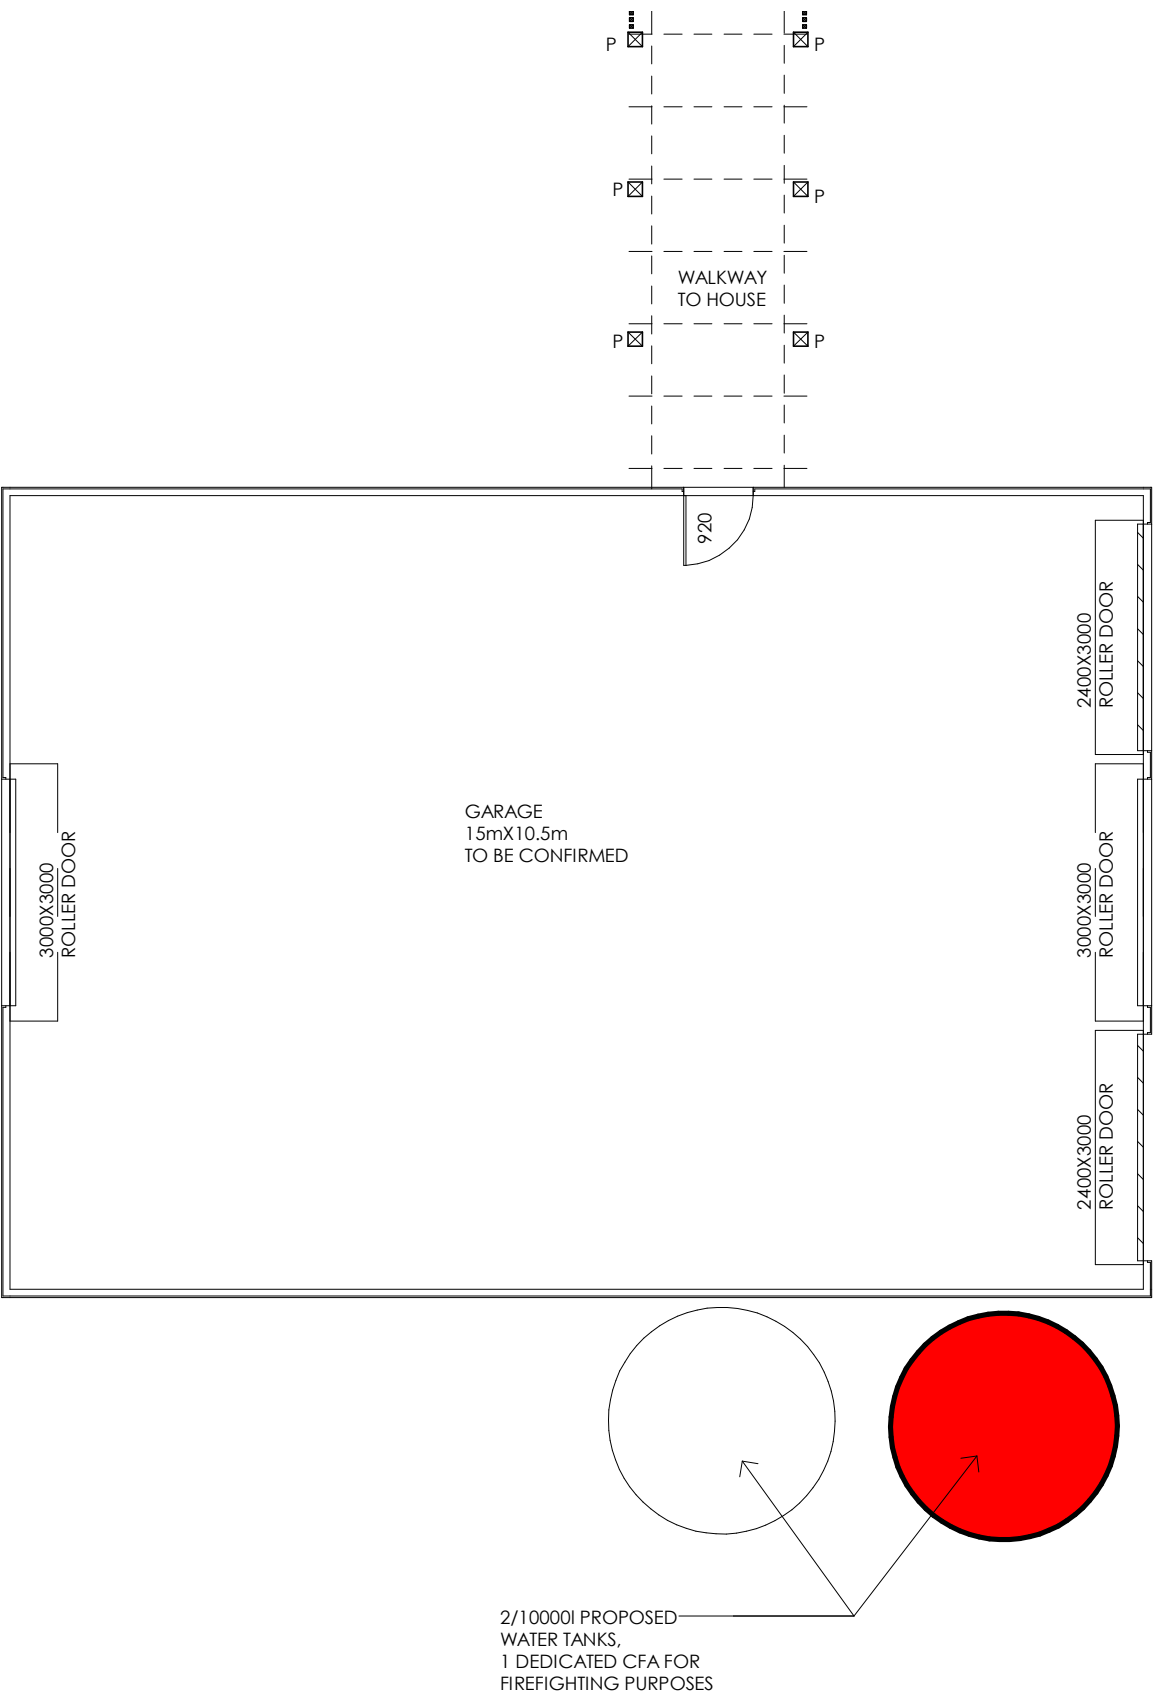 P
P
P
P
WALKWAY
TO HOUSE
P
P
920
2400X3000
ROLLER DOOR
GARAGE
15mX10.5m
TO BE CONFIRMED
3000X3000
ROLLER DOOR
3000X3000
ROLLER DOOR
2400X3000
ROLLER DOOR
2/10000l PROPOSED
WATER TANKS,
1 DEDICATED CFA FOR
FIREFIGHTING PURPOSES